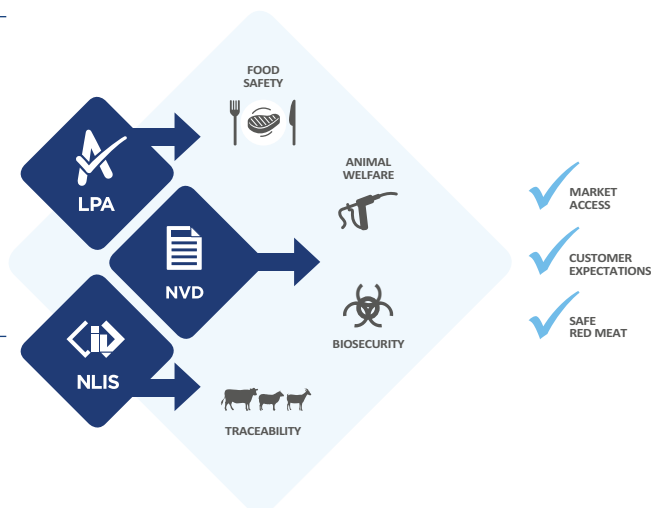 FOOD
SAFETY
LPA
ANIMAL
WELFARE
MARKET
ACCESS
NVD
CUSTOMER
EXPECTATIONS
BIOSECURITY
SAFE
RED MEAT
NLIS
TRACEABILITY